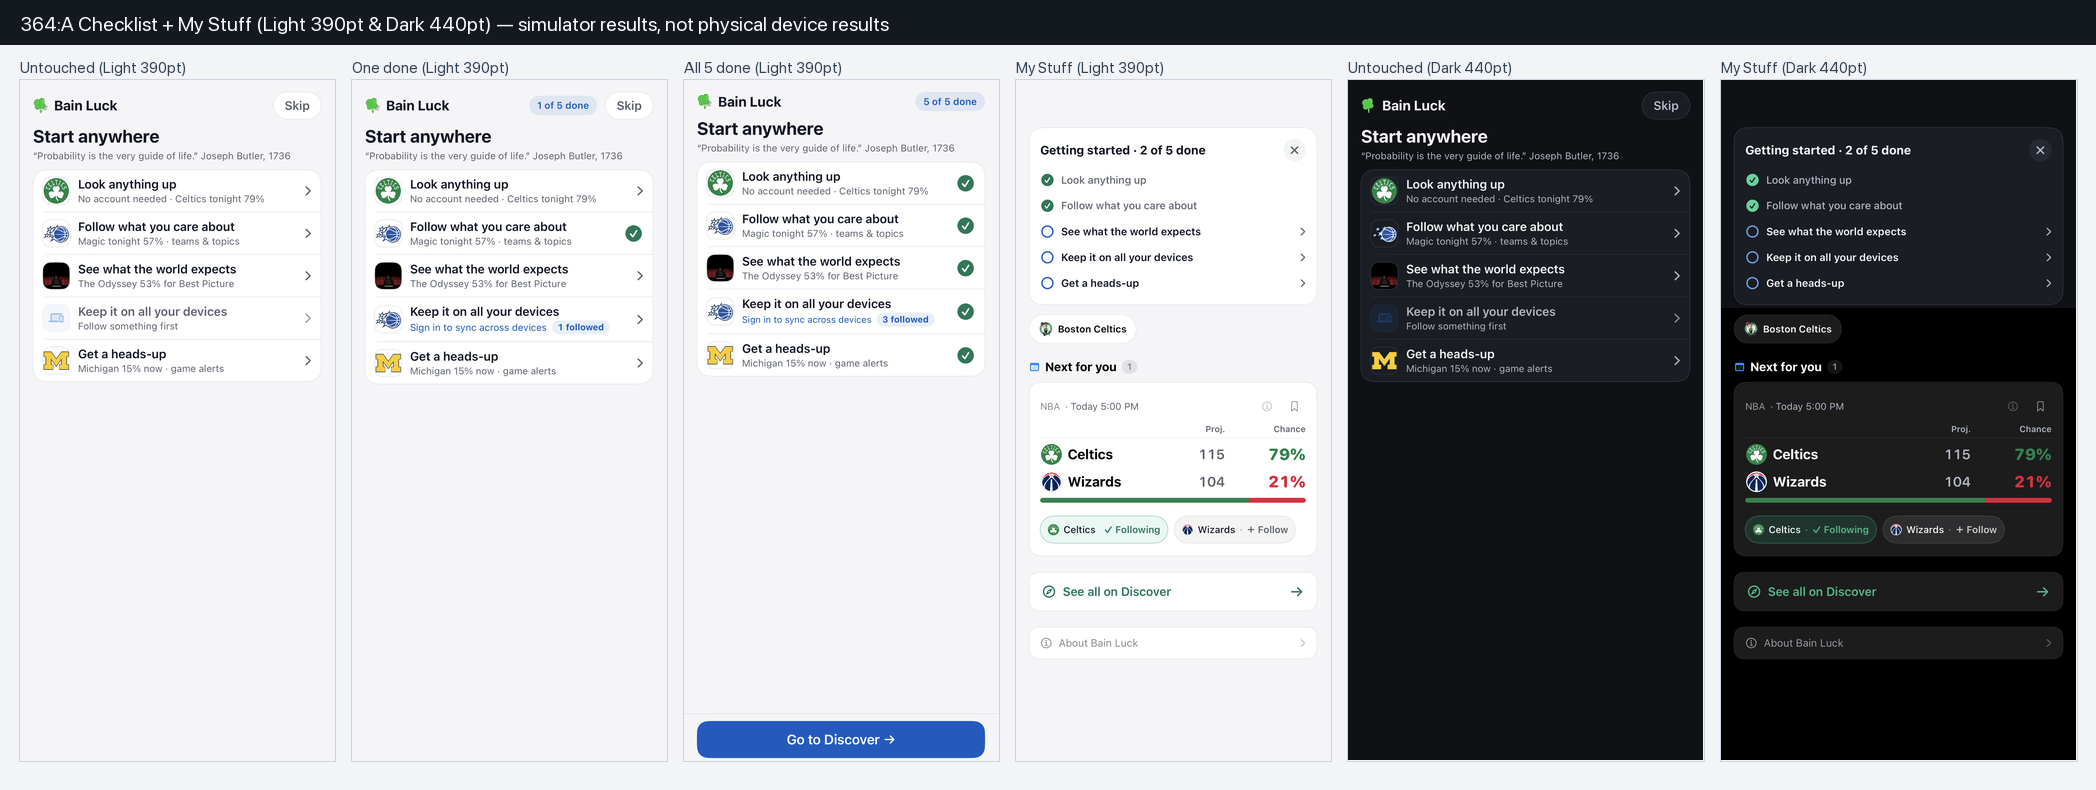 364:A Checklist + My Stuff (Light 390pt & Dark 440pt) — simulator results, not physical device results
Untouched (Light 390pt)
Bain Luck
Skip
Start anywhere
“Probability is the very guide of life.” Joseph Butler, 1736
Look anything up
No account needed · Celtics tonight 79%
Follow what you care about
Magic tonight 57% · teams & topics
See what the world expects
The Odyssey 53% for Best Picture
Keep it on all your devices
Follow something first
Get a heads-up
Michigan 15% now · game alerts
One done (Light 390pt)
Bain Luck
1 of 5 done
Skip
Start anywhere
“Probability is the very guide of life.” Joseph Butler, 1736
Look anything up
No account needed · Celtics tonight 79%
Follow what you care about
Magic tonight 57% · teams & topics
See what the world expects
The Odyssey 53% for Best Picture
Keep it on all your devices
Sign in to sync across devices 1 followed
Get a heads-up
Michigan 15% now · game alerts
All 5 done (Light 390pt)
Bain Luck
5 of 5 done
Start anywhere
“Probability is the very guide of life.” Joseph Butler, 1736
Look anything up
No account needed · Celtics tonight 79%
Follow what you care about
Magic tonight 57% · teams & topics
See what the world expects
The Odyssey 53% for Best Picture
Keep it on all your devices
Sign in to sync across devices 3 followed
Get a heads-up
Michigan 15% now · game alerts
Go to Discover →
My Stuff (Light 390pt)
Getting started · 2 of 5 done
Look anything up
Follow what you care about
See what the world expects
Keep it on all your devices
Get a heads-up
Boston Celtics
Next for you 1
NBA · Today 5:00 PM
Proj. Chance
Celtics 115 79%
Wizards 104 21%
Celtics ✓ Following Wizards · + Follow
See all on Discover →
About Bain Luck
Untouched (Dark 440pt)
Bain Luck
Skip
Start anywhere
“Probability is the very guide of life.” Joseph Butler, 1736
Look anything up
No account needed · Celtics tonight 79%
Follow what you care about
Magic tonight 57% · teams & topics
See what the world expects
The Odyssey 53% for Best Picture
Keep it on all your devices
Follow something first
Get a heads-up
Michigan 15% now · game alerts
My Stuff (Dark 440pt)
Getting started · 2 of 5 done
Look anything up
Follow what you care about
See what the world expects
Keep it on all your devices
Get a heads-up
Boston Celtics
Next for you 1
NBA · Today 5:00 PM
Proj. Chance
Celtics 115 79%
Wizards 104 21%
Celtics · ✓ Following Wizards · + Follow
See all on Discover →
About Bain Luck